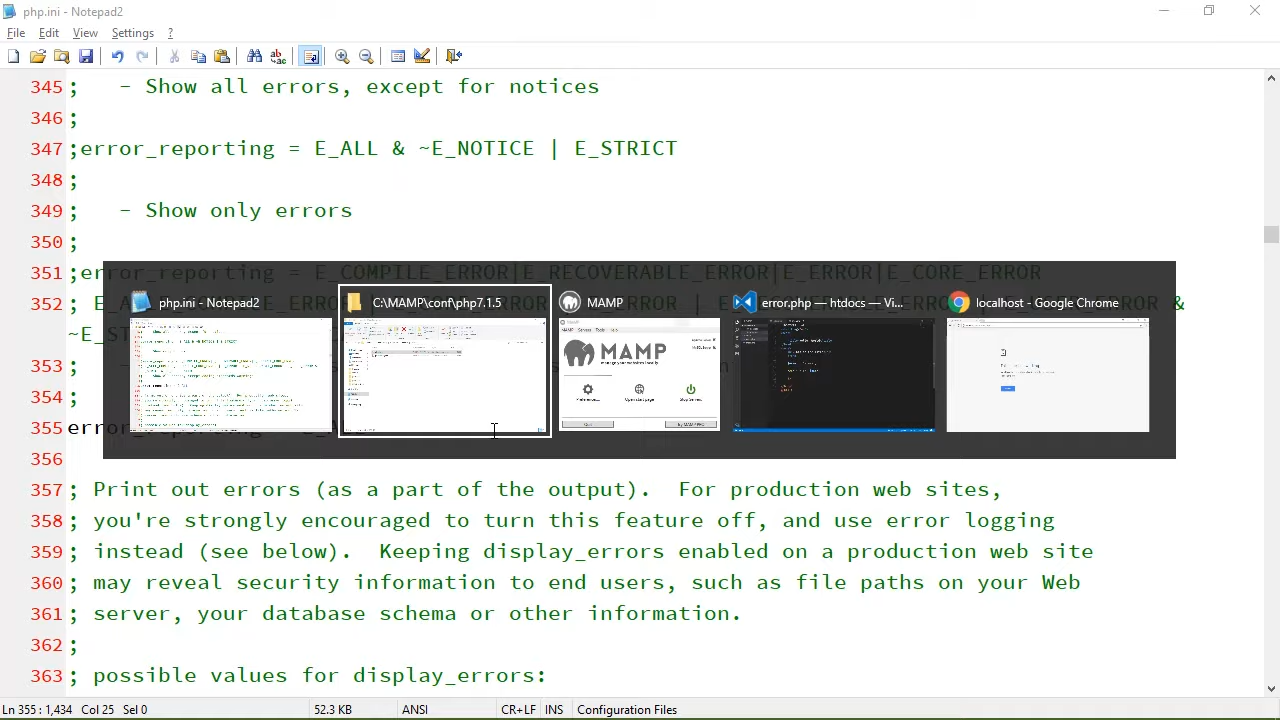 php.ini - Notepad2
File Edit View Settings ?
345 ;   - Show all errors, except for notices
346 ;
347 ;error_reporting = E_ALL & ~E_NOTICE | E_STRICT
348 ;
349 ;   - Show only errors
350 ;
351 ;error_reporting = E_COMPILE_ERROR|E_RECOVERABLE_ERROR|E_ERROR|E_CORE_ERROR
php.ini - Notepad2
C:\MAMP\conf\php7.1.5
MAMP
error.php — htdocs — Vi...
localhost - Google Chrome
352 ;
353 ;
354 ;
355
356
357 ; Print out errors (as a part of the output).  For production web sites,
358 ; you're strongly encouraged to turn this feature off, and use error logging
359 ; instead (see below).  Keeping display_errors enabled on a production web site
360 ; may reveal security information to end users, such as file paths on your Web
361 ; server, your database schema or other information.
362 ;
363 ; possible values for display_errors:
Ln 355 : 1,434 Col 25 Sel 0 52.3 KB ANSI CR+LF INS Configuration Files